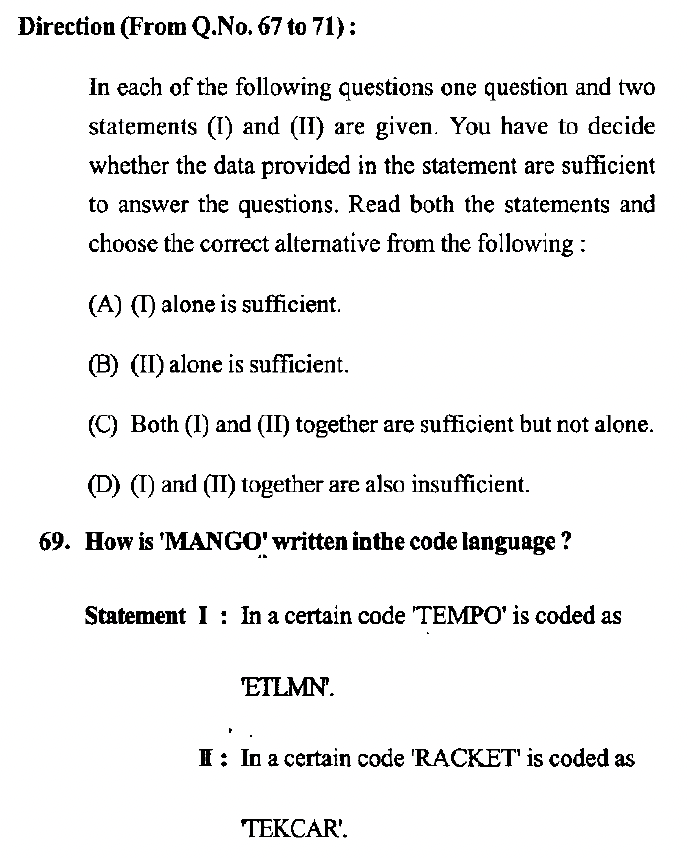 Direction (From Q.No. 67 to 71) :
In each of the following questions one question and two
statements (I) and (II) are given. You have to decide
whether the data provided in the statement are sufficient
to answer the questions. Read both the statements and
choose the correct alternative from the following :
(A) (I) alone is sufficient.
(B) (II) alone is sufficient.
(C) Both (I) and (II) together are sufficient but not alone.
(D) (I) and (II) together are also insufficient.
69. How is 'MANGO' written inthe code language ?
Statement I : In a certain code 'TEMPO' is coded as
'ETLMN'.
II : In a certain code 'RACKET' is coded as
'TEKCAR'.